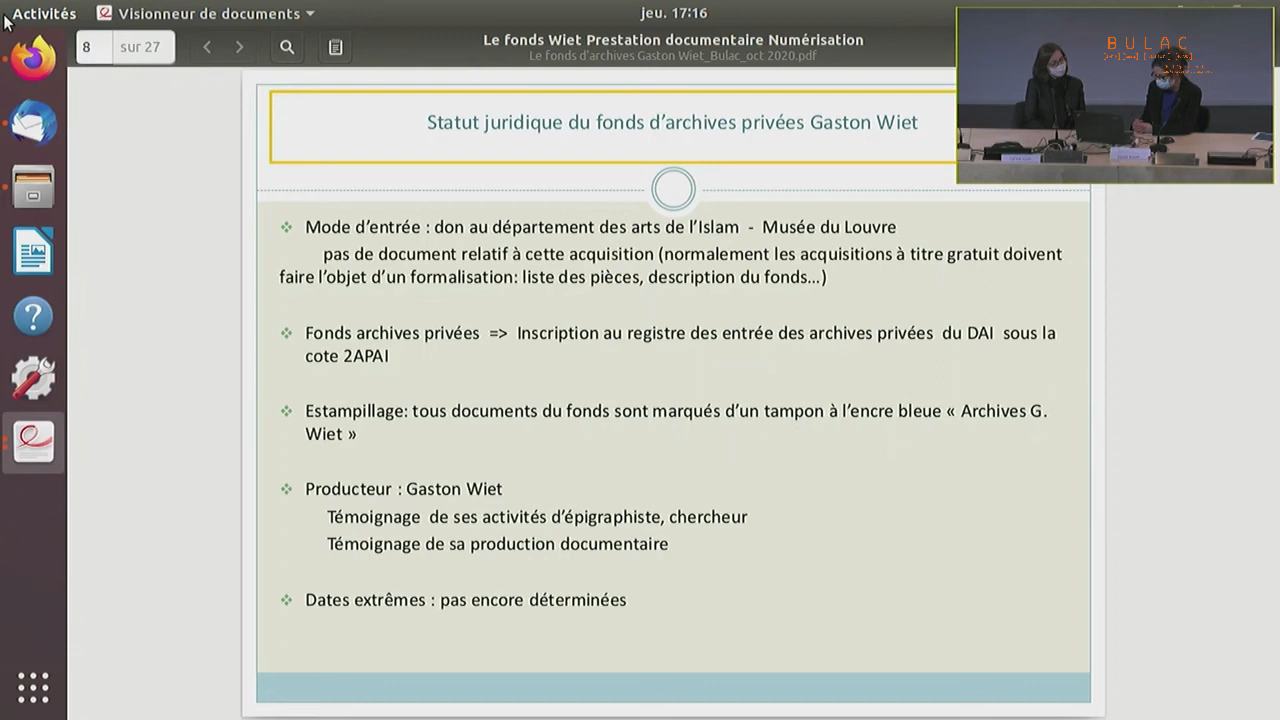 Activités
Visionneur de documents
jeu. 17:16
8
sur 27
Le fonds Wiet Prestation documentaire Numérisation
Le fonds d'archives Gaston Wiet_Bulac_oct 2020.pdf
BULAC
Statut juridique du fonds d'archives privées Gaston Wiet
Mode d'entrée : don au département des arts de l'Islam - Musée du Louvre
pas de document relatif à cette acquisition (normalement les acquisitions à titre gratuit doivent
faire l'objet d'un formalisation: liste des pièces, description du fonds…)
Fonds archives privées => Inscription au registre des entrée des archives privées du DAI sous la
cote 2APAI
Estampillage: tous documents du fonds sont marqués d'un tampon à l'encre bleue « Archives G.
Wiet »
Producteur : Gaston Wiet
Témoignage de ses activités d'épigraphiste, chercheur
Témoignage de sa production documentaire
Dates extrêmes : pas encore déterminées